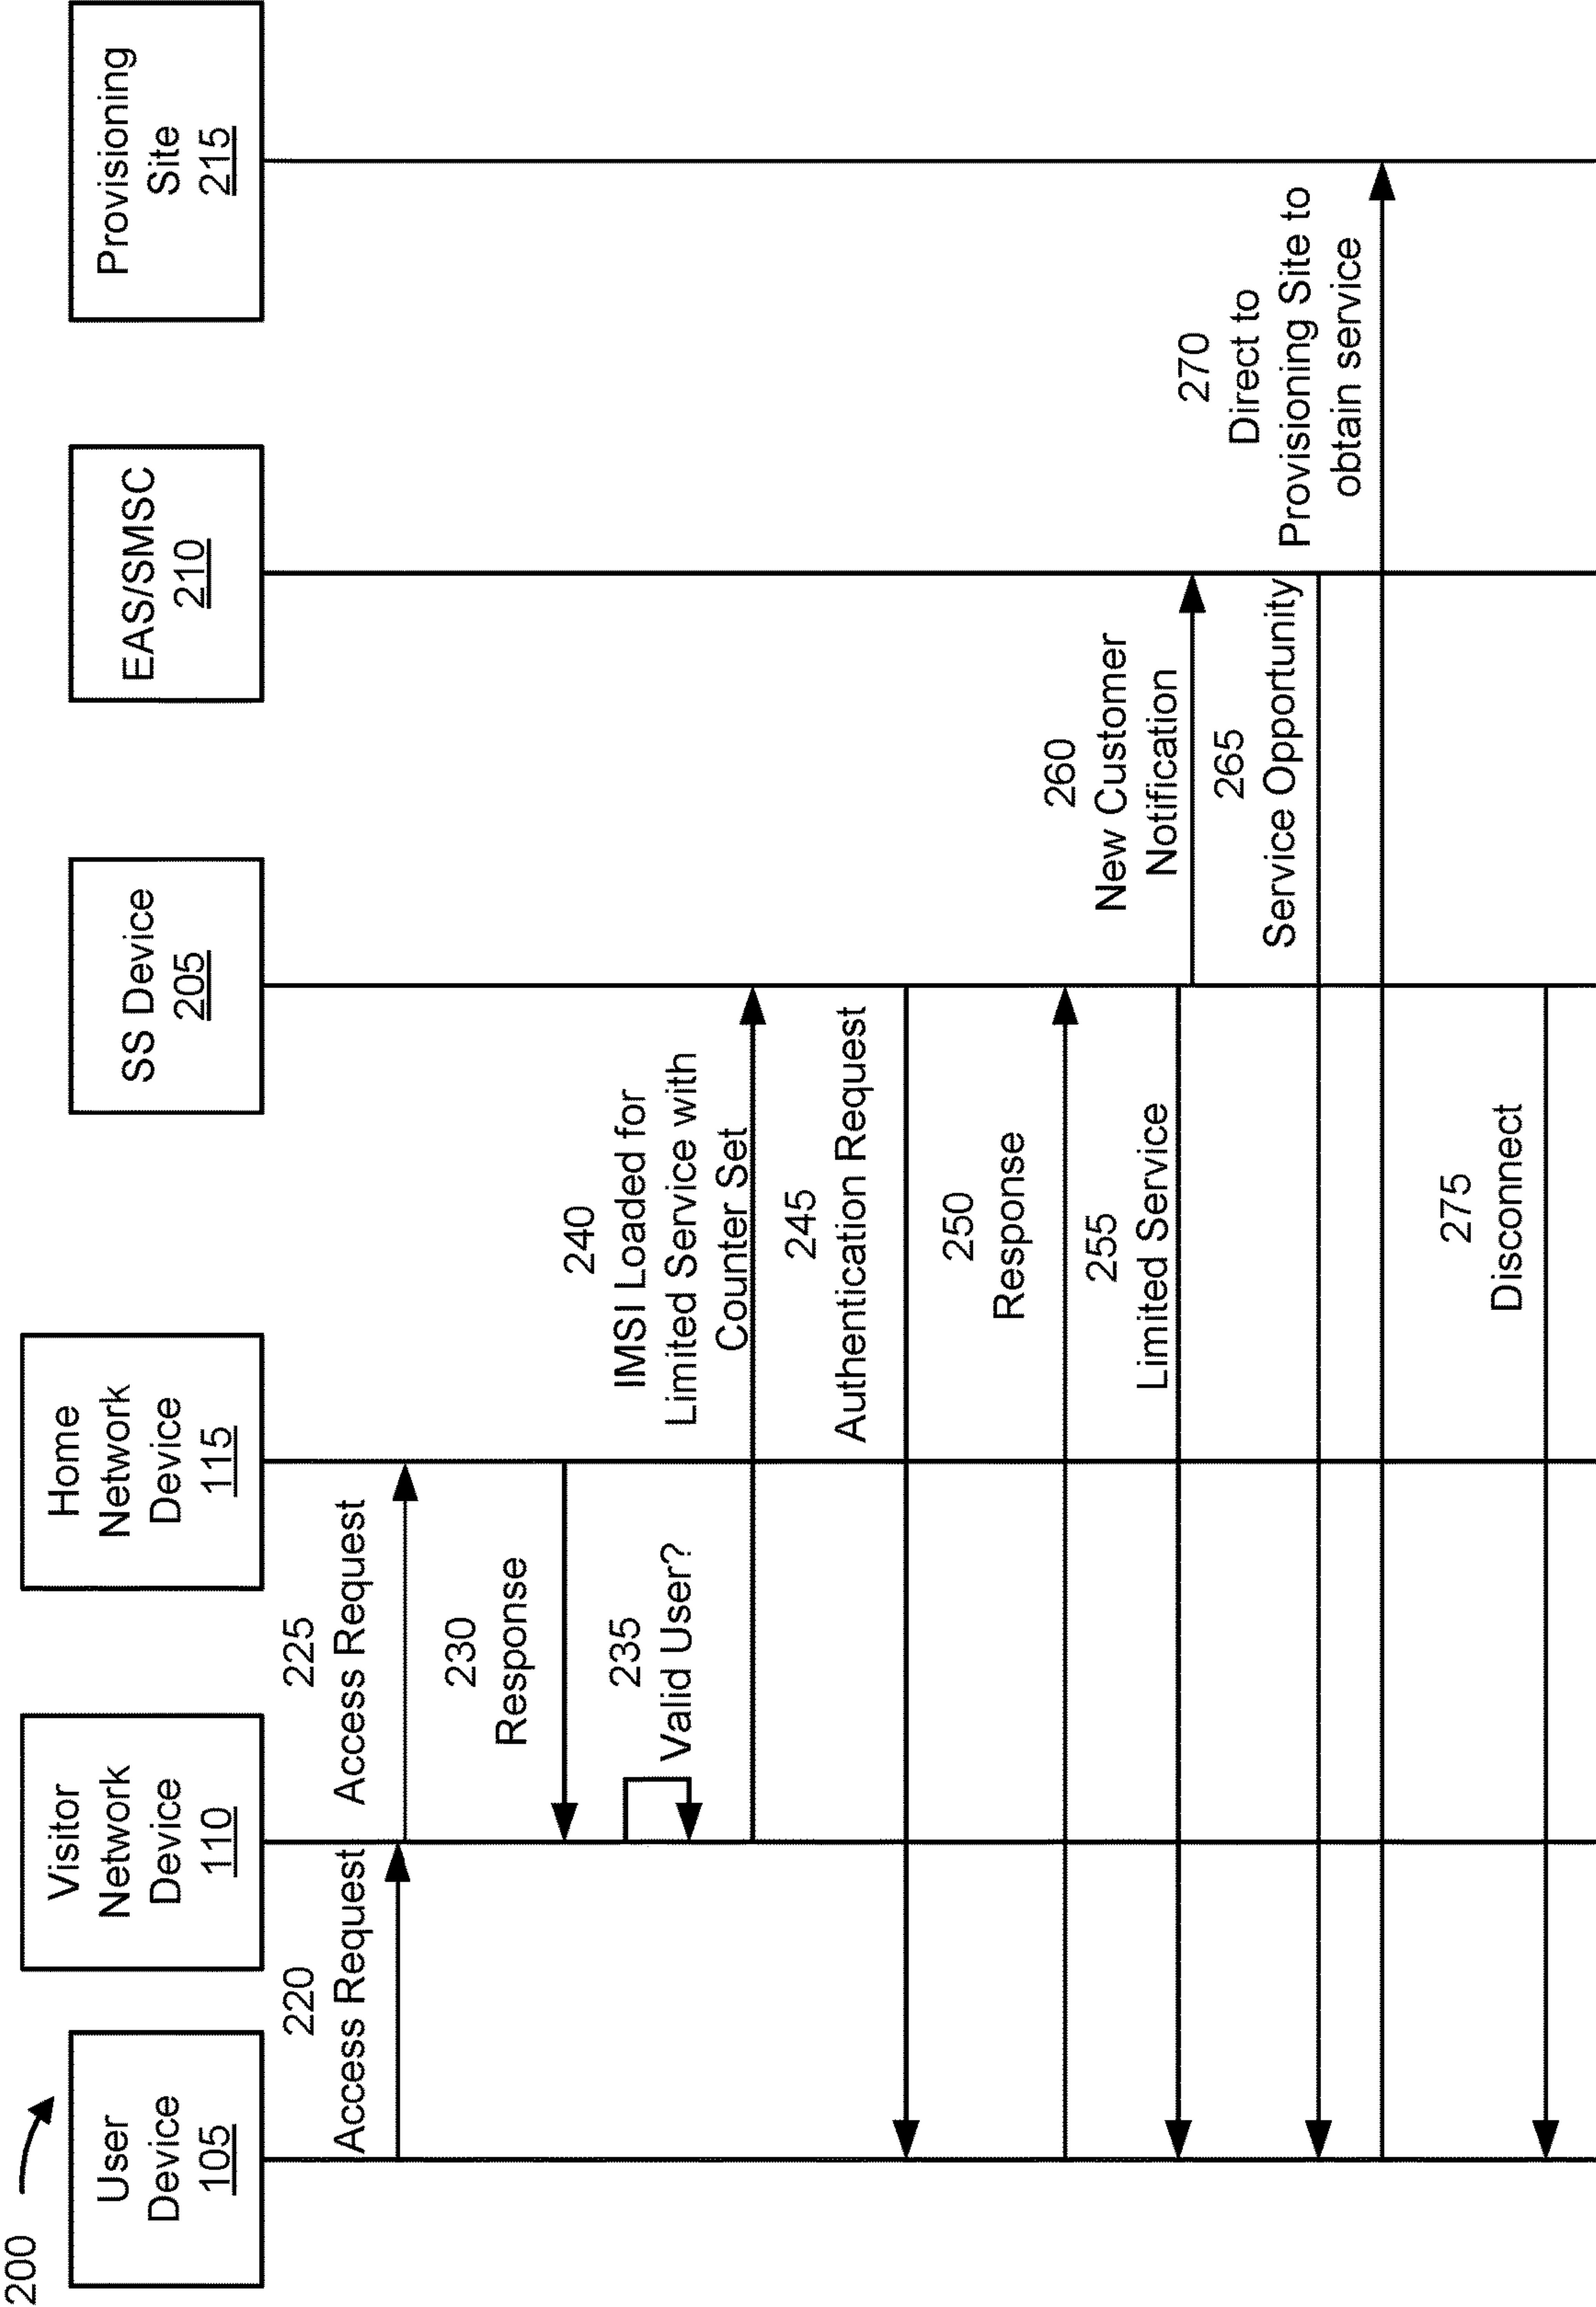 200
User
Device
105
Visitor
Network
Device
110
Home
Network
Device
115
SS Device
205
EAS/SMSC
210
Provisioning
Site
215
220
Access Request
225
Access Request
230
Response
235
Valid User?
240
IMSI Loaded for
Limited Service with
Counter Set
245
Authentication Request
250
Response
255
Limited Service
260
New Customer
Notification
265
Service Opportunity
270
Direct to
Provisioning Site to
obtain service
275
Disconnect